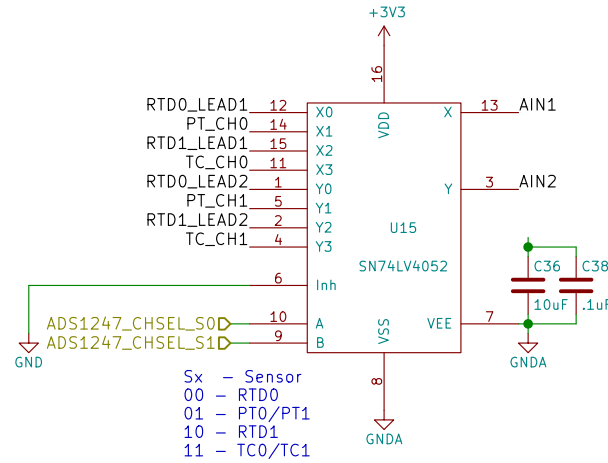 +3V3
16
VDD
RTD0_LEAD1 12 X0
PT_CH0 14 X1
RTD1_LEAD1 15 X2
TC_CH0 11 X3
RTD0_LEAD2 1 Y0
PT_CH1 5 Y1
RTD1_LEAD2 2 Y2
TC_CH1 4 Y3
X 13 AIN1
Y 3 AIN2
U15
SN74LV4052
6 Inh
ADS1247_CHSEL_S0 10 A
ADS1247_CHSEL_S1 9 B
GND
VEE 7
VSS
8
GNDA
C36
10uF
C38
.1uF
GNDA
Sx – Sensor
00 – RTD0
01 – PT0/PT1
10 – RTD1
11 – TC0/TC1